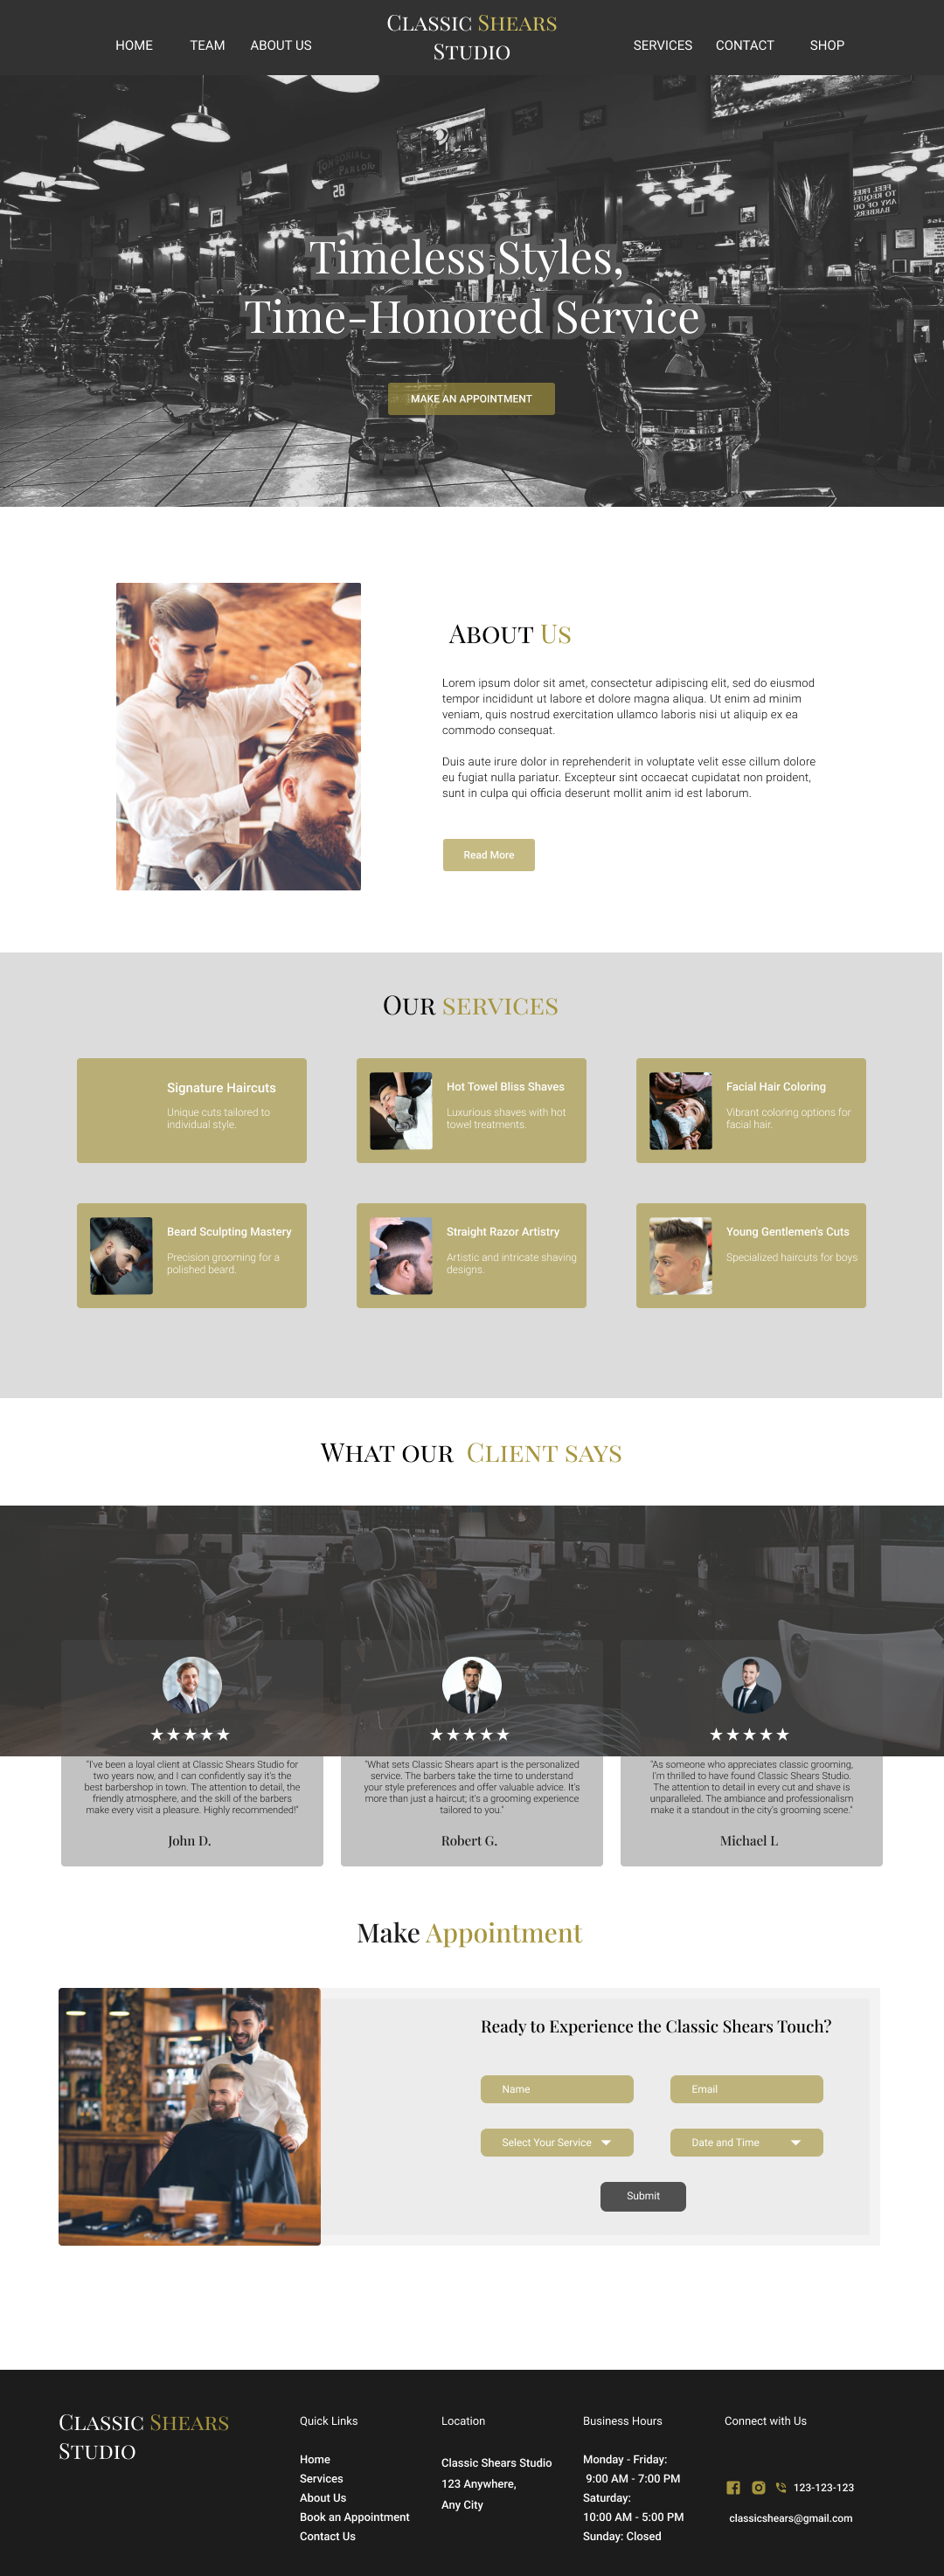 HOME
TEAM
ABOUT US
Classic Shears
Studio
SERVICES
CONTACT
SHOP
TONSORIAL
PARLOR
28
FEEL FREE
TO REQUEST
ANY OF OUR
BARBERS
Timeless Styles,
Time-Honored Service
MAKE AN APPOINTMENT
About Us
Lorem ipsum dolor sit amet, consectetur adipiscing elit, sed do eiusmod
tempor incididunt ut labore et dolore magna aliqua. Ut enim ad minim
veniam, quis nostrud exercitation ullamco laboris nisi ut aliquip ex ea
commodo consequat.
Duis aute irure dolor in reprehenderit in voluptate velit esse cillum dolore
eu fugiat nulla pariatur. Excepteur sint occaecat cupidatat non proident,
sunt in culpa qui officia deserunt mollit anim id est laborum.
Read More
Our services
Signature Haircuts
Unique cuts tailored to
individual style.
Hot Towel Bliss Shaves
Luxurious shaves with hot
towel treatments.
Facial Hair Coloring
Vibrant coloring options for
facial hair.
Beard Sculpting Mastery
Precision grooming for a
polished beard.
Straight Razor Artistry
Artistic and intricate shaving
designs.
Young Gentlemen's Cuts
Specialized haircuts for boys
What our Client says
"I've been a loyal client at Classic Shears Studio for
two years now, and I can confidently say it's the
best barbershop in town. The attention to detail, the
friendly atmosphere, and the skill of the barbers
make every visit a pleasure. Highly recommended!"
John D.
"What sets Classic Shears apart is the personalized
service. The barbers take the time to understand
your style preferences and offer valuable advice. It's
more than just a haircut; it's a grooming experience
tailored to you."
Robert G.
"As someone who appreciates classic grooming,
I'm thrilled to have found Classic Shears Studio.
The attention to detail in every cut and shave is
unparalleled. The ambiance and professionalism
make it a standout in the city's grooming scene."
Michael L
Make Appointment
Ready to Experience the Classic Shears Touch?
Name
Email
Select Your Service
Date and Time
Submit
Classic Shears
Studio
Quick Links
Home
Services
About Us
Book an Appointment
Contact Us
Location
Classic Shears Studio
123 Anywhere,
Any City
Business Hours
Monday - Friday:
9:00 AM - 7:00 PM
Saturday:
10:00 AM - 5:00 PM
Sunday: Closed
Connect with Us
123-123-123
classicshears@gmail.com